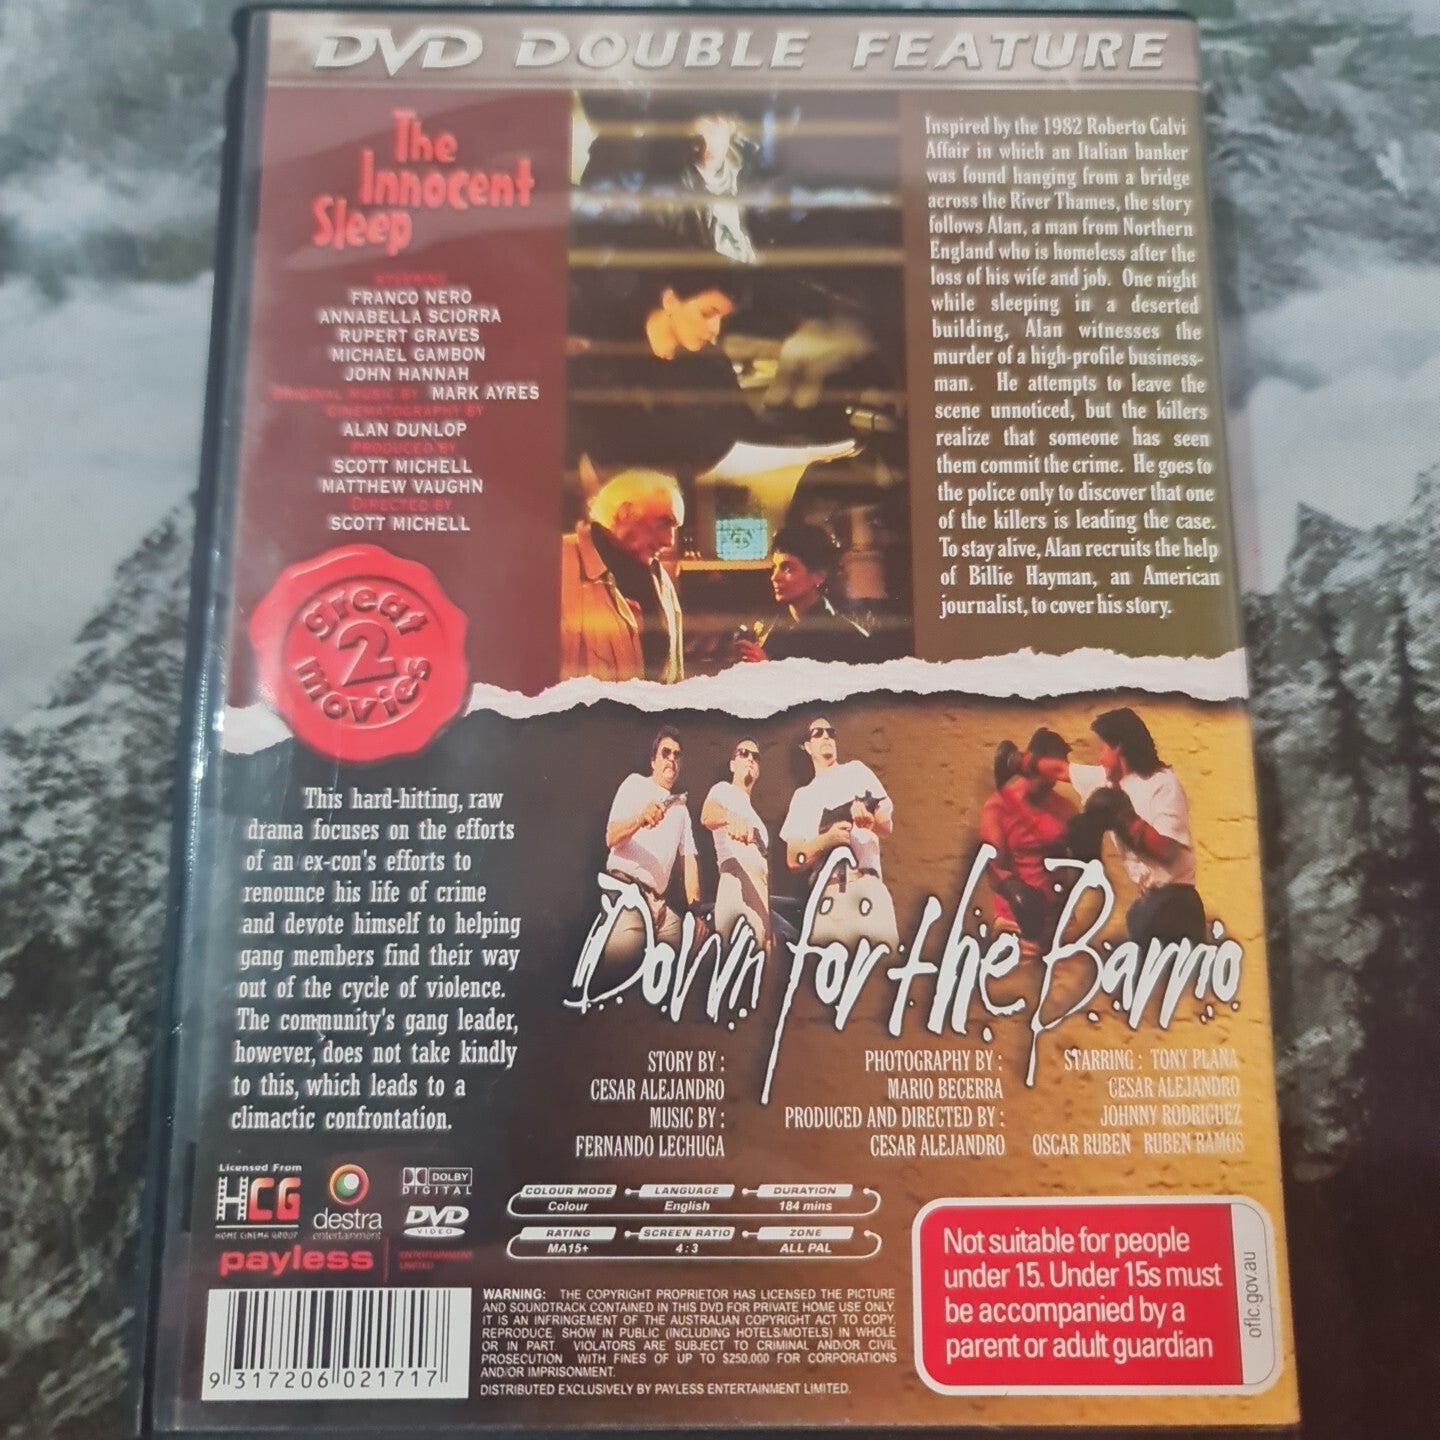 DVD DOUBLE FEATURE
The
Innocent
Sleep
STARRING
FRANCO NERO
ANNABELLA SCIORRA
RUPERT GRAVES
MICHAEL GAMBON
JOHN HANNAH
ORIGINAL MUSIC BY MARK AYRES
CINEMATOGRAPHY BY
ALAN DUNLOP
PRODUCED BY
SCOTT MICHELL
MATTHEW VAUGHN
DIRECTED BY
SCOTT MICHELL
Inspired by the 1982 Roberto Calvi
Affair in which an Italian banker
was found hanging from a bridge
across the River Thames, the story
follows Alan, a man from Northern
England who is homeless after the
loss of his wife and job. One night
while sleeping in a deserted
building, Alan witnesses the
murder of a high-profile business-
man. He attempts to leave the
scene unnoticed, but the killers
realize that someone has seen
them commit the crime. He goes to
the police only to discover that one
of the killers is leading the case.
To stay alive, Alan recruits the help
of Billie Hayman, an American
journalist, to cover his story.
great
2
movies
This hard-hitting, raw
drama focuses on the efforts
of an ex-con's efforts to
renounce his life of crime
and devote himself to helping
gang members find their way
out of the cycle of violence.
The community's gang leader,
however, does not take kindly
to this, which leads to a
climactic confrontation.
Down for the Barrio
STORY BY :
CESAR ALEJANDRO
MUSIC BY :
FERNANDO LECHUGA
PHOTOGRAPHY BY :
MARIO BECERRA
PRODUCED AND DIRECTED BY :
CESAR ALEJANDRO
STARRING : TONY PLANA
CESAR ALEJANDRO
JOHNNY RODRIGUEZ
OSCAR RUBEN RUBEN RAMOS
Licensed From
HCG
HOME CINEMA GROUP
destra
entertainment
DOLBY
DIGITAL
DVD
VIDEO
payless
ENTERTAINMENT
LIMITED
COLOUR MODE
Colour
LANGUAGE
English
DURATION
184 mins
RATING
MA15+
SCREEN RATIO
4:3
ZONE
ALL PAL
WARNING: THE COPYRIGHT PROPRIETOR HAS LICENSED THE PICTURE
AND SOUNDTRACK CONTAINED IN THIS DVD FOR PRIVATE HOME USE ONLY.
IT IS AN INFRINGEMENT OF THE AUSTRALIAN COPYRIGHT ACT TO COPY,
REPRODUCE, SHOW IN PUBLIC (INCLUDING HOTELS/MOTELS) IN WHOLE
OR IN PART. VIOLATORS ARE SUBJECT TO CRIMINAL AND/OR CIVIL
PROSECUTION WITH FINES OF UP TO $250,000 FOR CORPORATIONS
AND/OR IMPRISONMENT.
DISTRIBUTED EXCLUSIVELY BY PAYLESS ENTERTAINMENT LIMITED.
9 317206 021717
Not suitable for people
under 15. Under 15s must
be accompanied by a
parent or adult guardian
oflc.gov.au